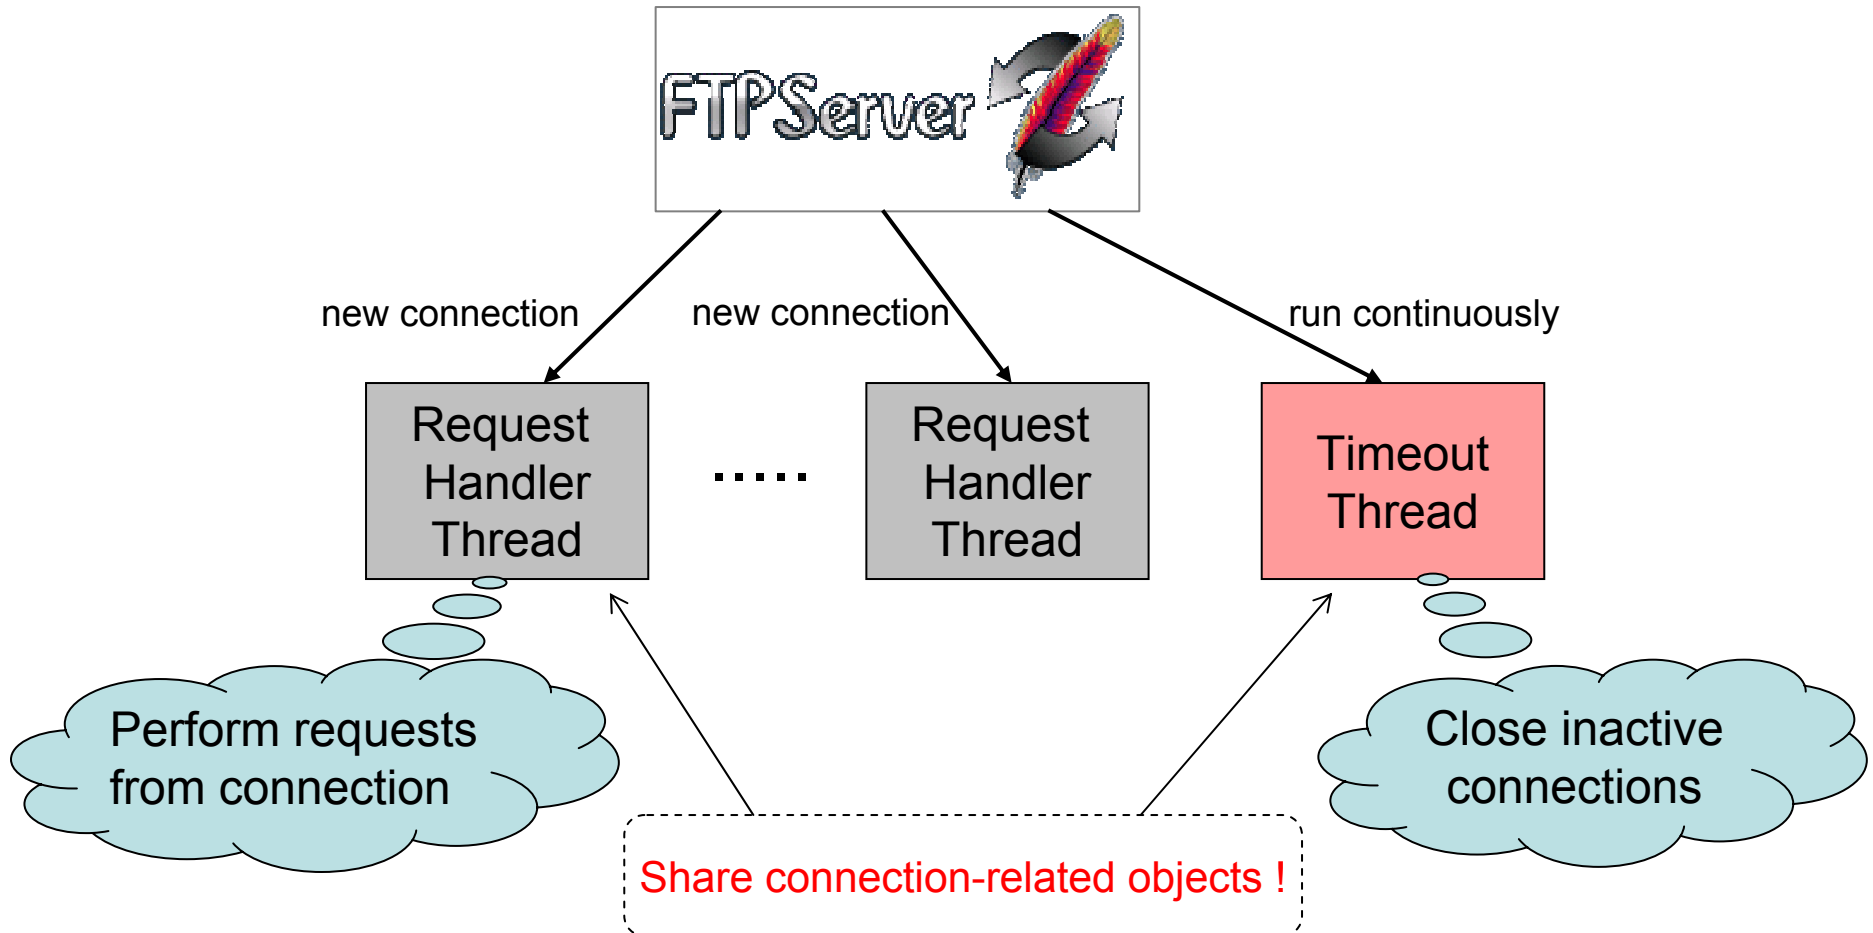 FTPServer
new connection
new connection
run continuously
Request
Handler
Thread
.....
Request
Handler
Thread
Timeout
Thread
Perform requests
from connection
Close inactive
connections
Share connection-related objects !